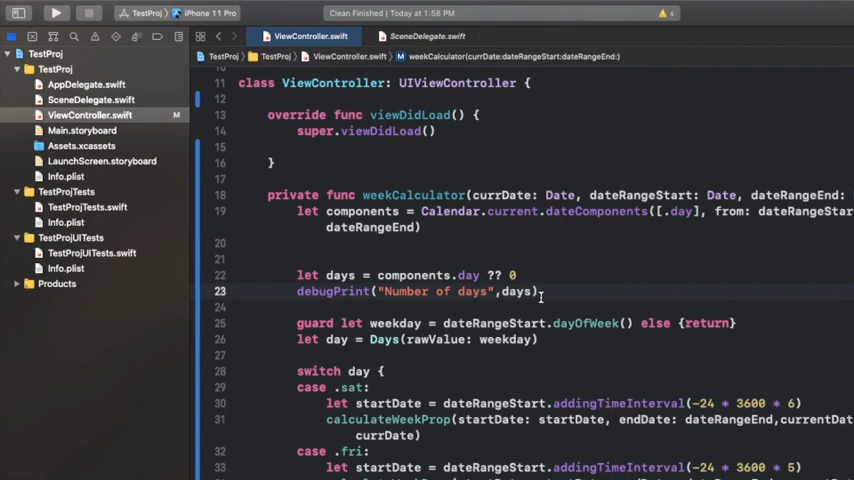 TestProj
iPhone 11 Pro
Clean Finished | Today at 1:58 PM
4
ViewController.swift
SceneDelegate.swift
TestProj
TestProj
ViewController.swift
M weekCalculator(currDate:dateRangeStart:dateRangeEnd:)
TestProj
TestProj
AppDelegate.swift
SceneDelegate.swift
ViewController.swift M
Main.storyboard
Assets.xcassets
LaunchScreen.storyboard
Info.plist
TestProjTests
TestProjTests.swift
Info.plist
TestProjUITests
TestProjUITests.swift
Info.plist
Products
11 class ViewController: UIViewController {
12
13 override func viewDidLoad() {
14 super.viewDidLoad()
15
16 }
17
18 private func weekCalculator(currDate: Date, dateRangeStart: Date, dateRangeEnd:
19 let components = Calendar.current.dateComponents([.day], from: dateRangeStar
dateRangeEnd)
20
21
22 let days = components.day ?? 0
23 debugPrint("Number of days",days)
24
25 guard let weekday = dateRangeStart.dayOfWeek() else {return}
26 let day = Days(rawValue: weekday)
27
28 switch day {
29 case .sat:
30 let startDate = dateRangeStart.addingTimeInterval(-24 * 3600 * 6)
31 calculateWeekProp(startDate: startDate, endDate: dateRangeEnd,currentDat
currDate)
32 case .fri:
33 let startDate = dateRangeStart.addingTimeInterval(-24 * 3600 * 5)